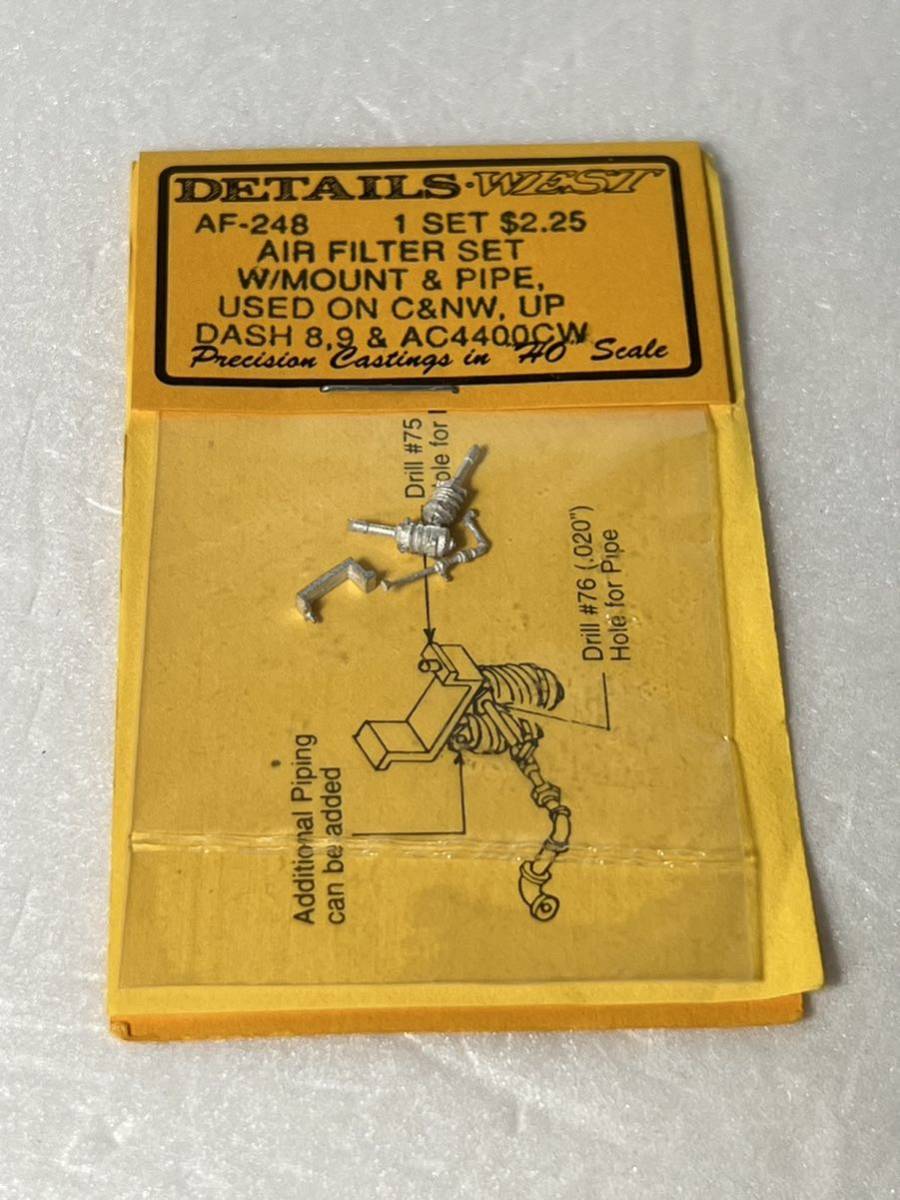 DETAILS·WEST
AF-248 1 SET $2.25
AIR FILTER SET
W/MOUNT & PIPE,
USED ON C&NW, UP
DASH 8,9 & AC4400CW
Precision Castings in "HO" Scale
Drill #75
Hole for
Drill #76 (.020")
Hole for Pipe
Additional Piping
can be added